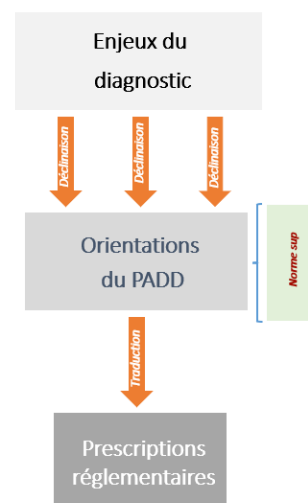 Enjeux du
diagnostic
Déclinaison
Déclinaison
Déclinaison
Orientations
du PADD
Norme sup
Traduction
Prescriptions
réglementaires